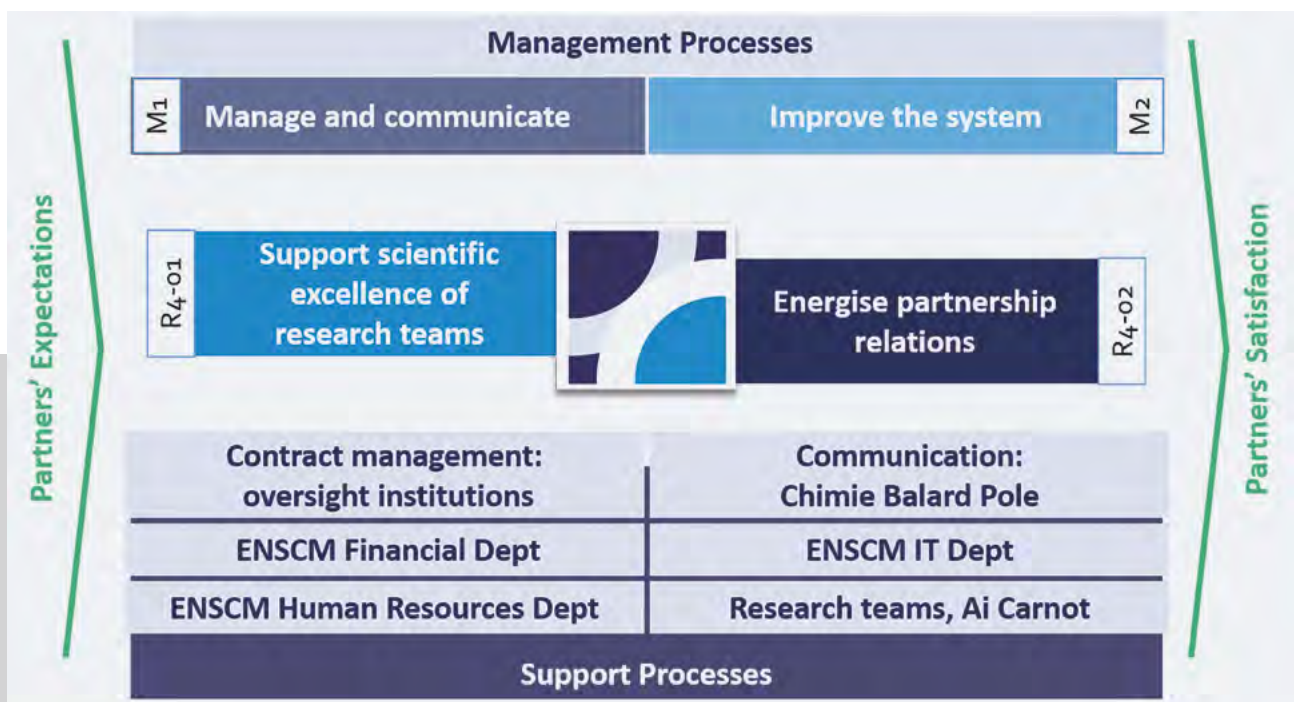 Management Processes
M1
Manage and communicate
Improve the system
M2
Partners' Expectations
R4-01
Support scientific
excellence of
research teams
Energise partnership
relations
R4-02
Partners' Satisfaction
Contract management:
oversight institutions
Communication:
Chimie Balard Pole
ENSCM Financial Dept
ENSCM IT Dept
ENSCM Human Resources Dept
Research teams, Ai Carnot
Support Processes